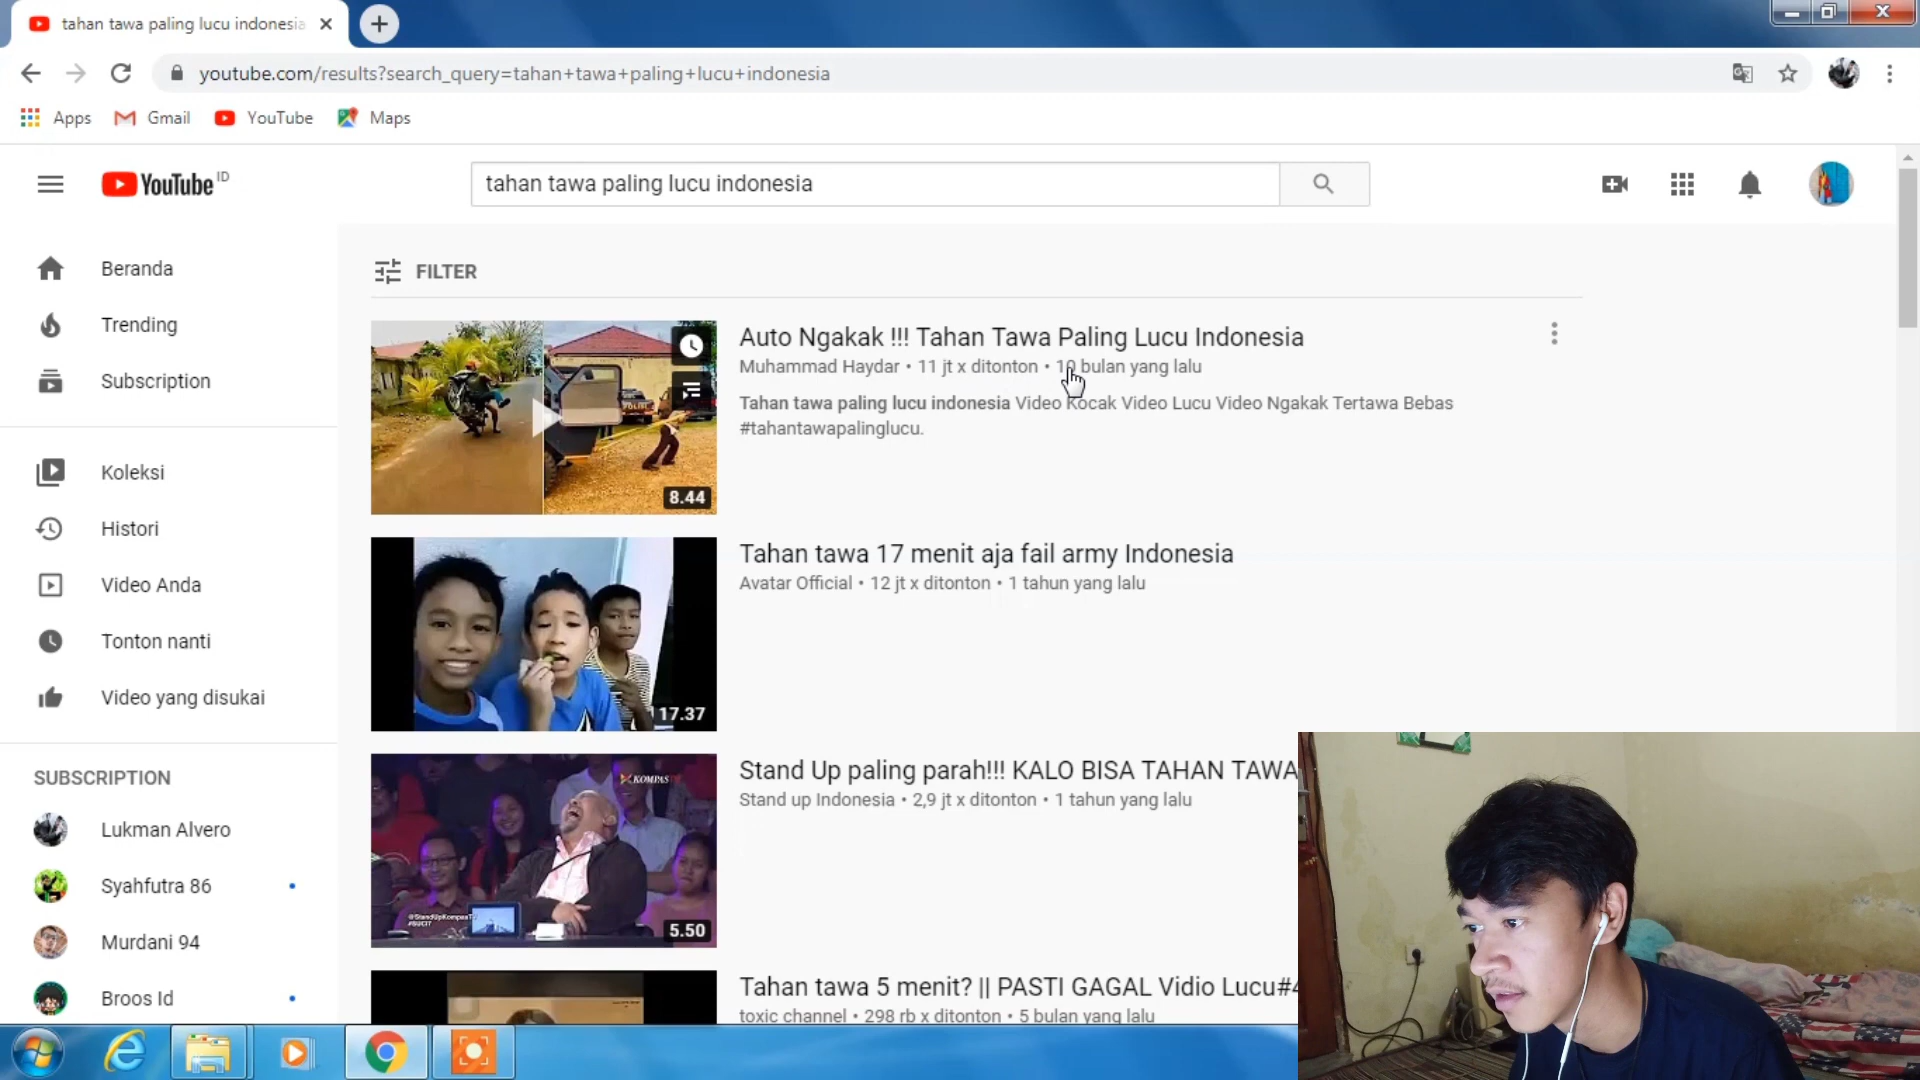 tahan tawa paling lucu indonesia
youtube.com/results?search_query=tahan+tawa+paling+lucu+indonesia
Apps Gmail YouTube Maps
YouTube ID
tahan tawa paling lucu indonesia
Beranda
Trending
Subscription
Koleksi
Histori
Video Anda
Tonton nanti
Video yang disukai
SUBSCRIPTION
Lukman Alvero
Syahfutra 86
Murdani 94
Broos Id
FILTER
8.44
Auto Ngakak !!! Tahan Tawa Paling Lucu Indonesia
Muhammad Haydar • 11 jt x ditonton • 10 bulan yang lalu
Tahan tawa paling lucu indonesia Video Kocak Video Lucu Video Ngakak Tertawa Bebas
#tahantawapalinglucu.
17.37
Tahan tawa 17 menit aja fail army Indonesia
Avatar Official • 12 jt x ditonton • 1 tahun yang lalu
KOMPAS
@StandUpKompasTV
5.50
Stand Up paling parah!!! KALO BISA TAHAN TAWA
Stand up Indonesia • 2,9 jt x ditonton • 1 tahun yang lalu
Tahan tawa 5 menit? || PASTI GAGAL Vidio Lucu#4
toxic channel • 298 rb x ditonton • 5 bulan yang lalu